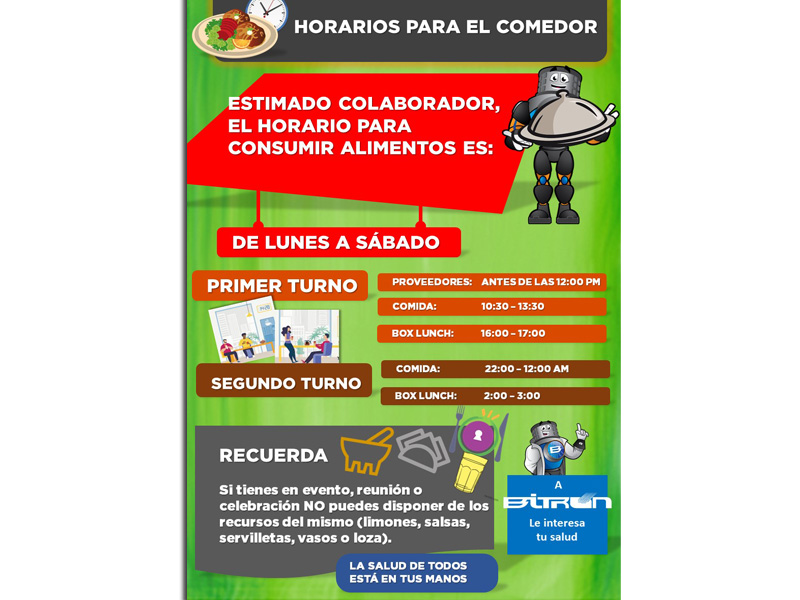 HORARIOS PARA EL COMEDOR
ESTIMADO COLABORADOR,
EL HORARIO PARA
CONSUMIR ALIMENTOS ES:
DE LUNES A SÁBADO
PRIMER TURNO
PROVEEDORES: ANTES DE LAS 12:00 PM
COMIDA: 10:30 – 13:30
BOX LUNCH: 16:00 – 17:00
SEGUNDO TURNO
COMIDA: 22:00 – 12:00 AM
BOX LUNCH: 2:00 – 3:00
RECUERDA
Si tienes en evento, reunión o
celebración NO puedes disponer de los
recursos del mismo (limones, salsas,
servilletas, vasos o loza).
B
A
BITRON
Le interesa
tu salud
LA SALUD DE TODOS
ESTÁ EN TUS MANOS